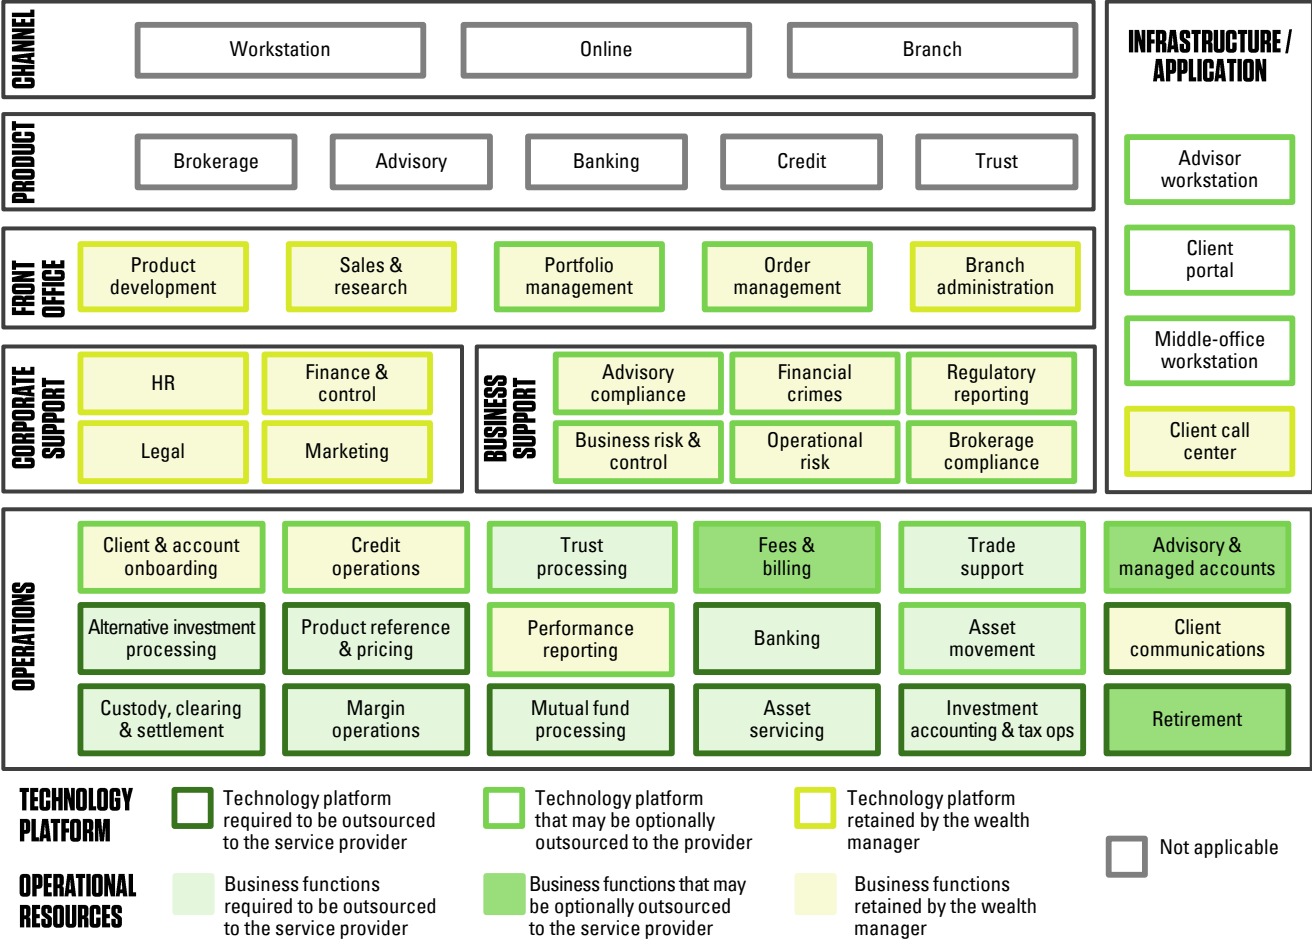 CHANNEL
Workstation
Online
Branch
PRODUCT
Brokerage
Advisory
Banking
Credit
Trust
FRONT
OFFICE
Product
development
Sales &
research
Portfolio
management
Order
management
Branch
administration
CORPORATE
SUPPORT
HR
Finance &
control
Legal
Marketing
BUSINESS
SUPPORT
Advisory
compliance
Financial
crimes
Regulatory
reporting
Business risk &
control
Operational
risk
Brokerage
compliance
INFRASTRUCTURE /
APPLICATION
Advisor
workstation
Client
portal
Middle-office
workstation
Client call
center
OPERATIONS
Client & account
onboarding
Credit
operations
Trust
processing
Fees &
billing
Trade
support
Advisory &
managed accounts
Alternative investment
processing
Product reference
& pricing
Performance
reporting
Banking
Asset
movement
Client
communications
Custody, clearing
& settlement
Margin
operations
Mutual fund
processing
Asset
servicing
Investment
accounting & tax ops
Retirement
TECHNOLOGY
PLATFORM
Technology platform
required to be outsourced
to the service provider
Technology platform
that may be optionally
outsourced to the provider
Technology platform
retained by the wealth
manager
Not applicable
OPERATIONAL
RESOURCES
Business functions
required to be outsourced
to the service provider
Business functions that may
be optionally outsourced
to the service provider
Business functions
retained by the wealth
manager